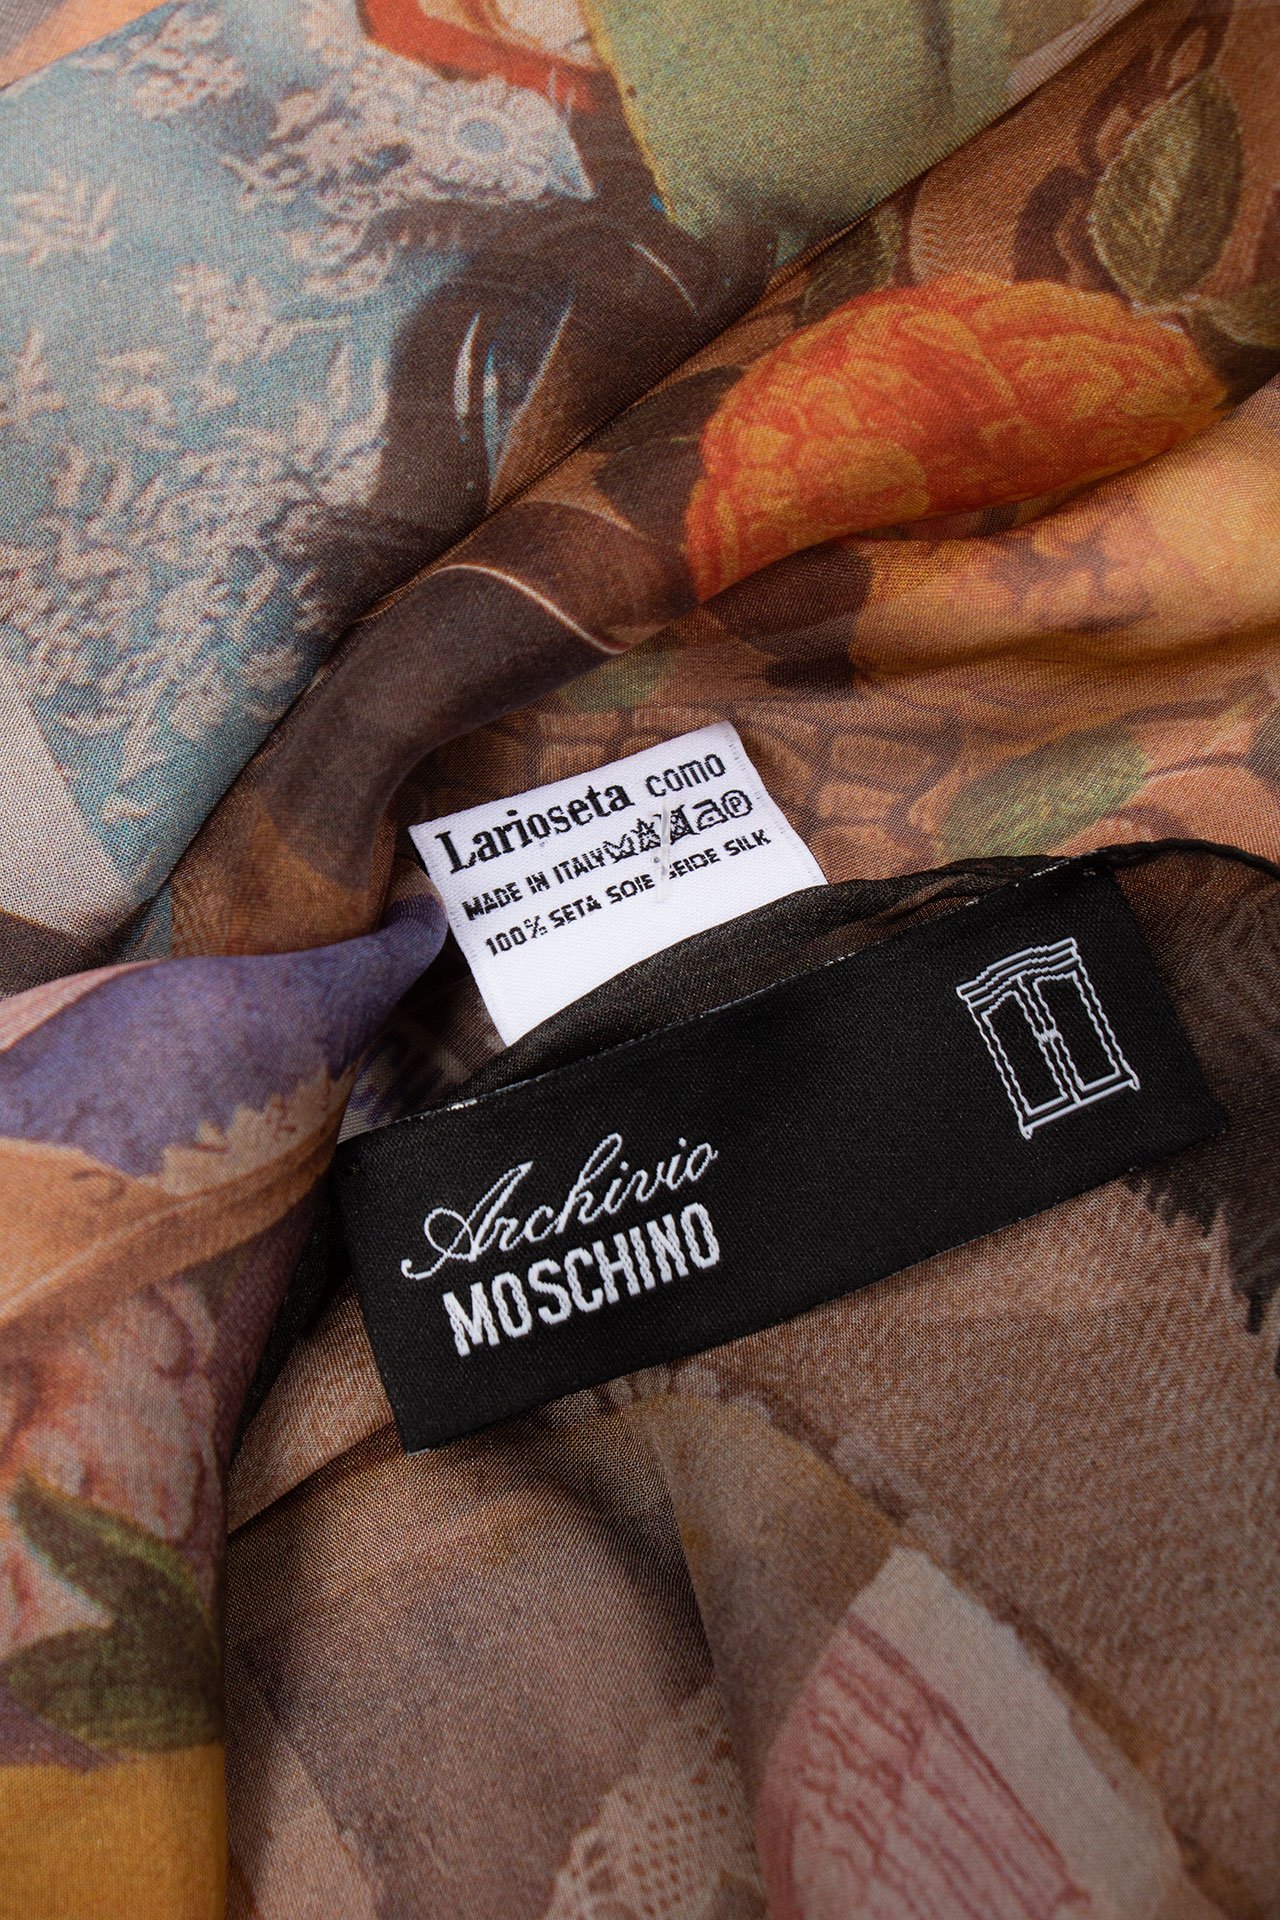 Larioseta como
MADE IN ITALY
100% SETA SOIE SEIDE SILK
Archivio
MOSCHINO